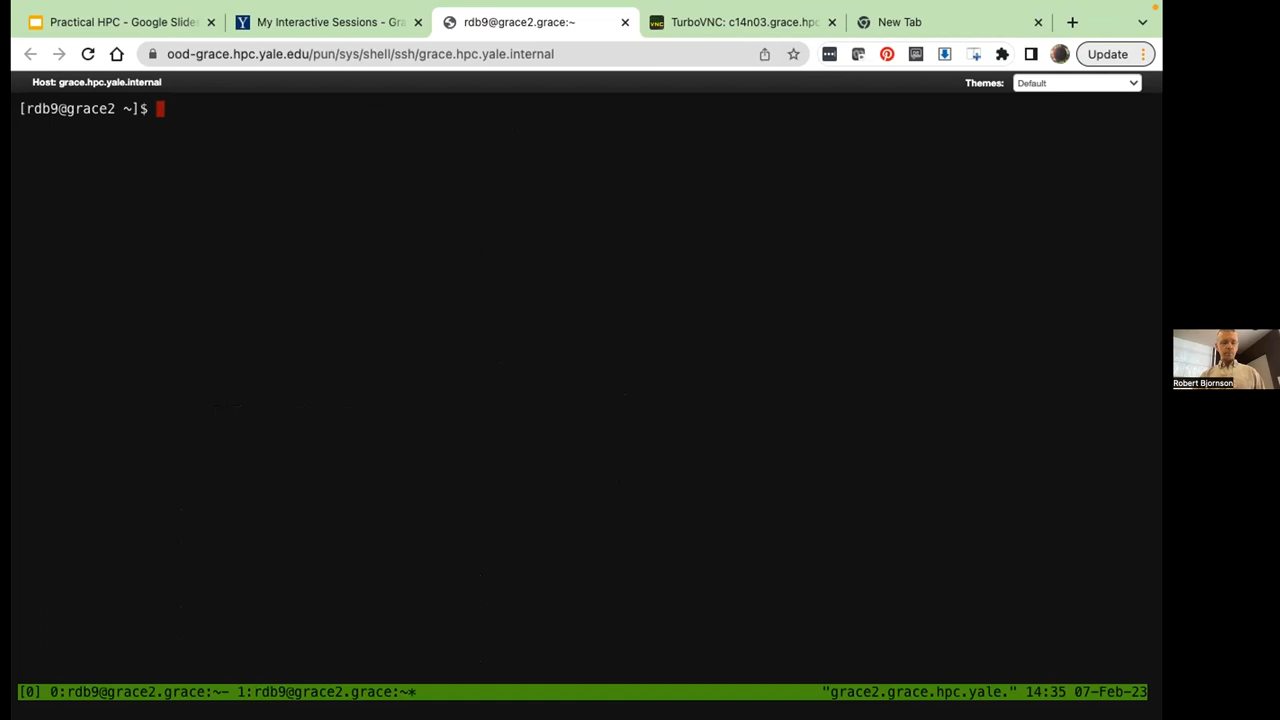 Practical HPC - Google Slides
My Interactive Sessions - Gra
rdb9@grace2.grace:~
TurboVNC: c14n03.grace.hpc
New Tab
ood-grace.hpc.yale.edu/pun/sys/shell/ssh/grace.hpc.yale.internal
Update
Host: grace.hpc.yale.internal
Themes:
Default
[rdb9@grace2 ~]$
Robert Bjornson
[0] 0:rdb9@grace2.grace:~- 1:rdb9@grace2.grace:~*
"grace2.grace.hpc.yale." 14:35 07-Feb-23